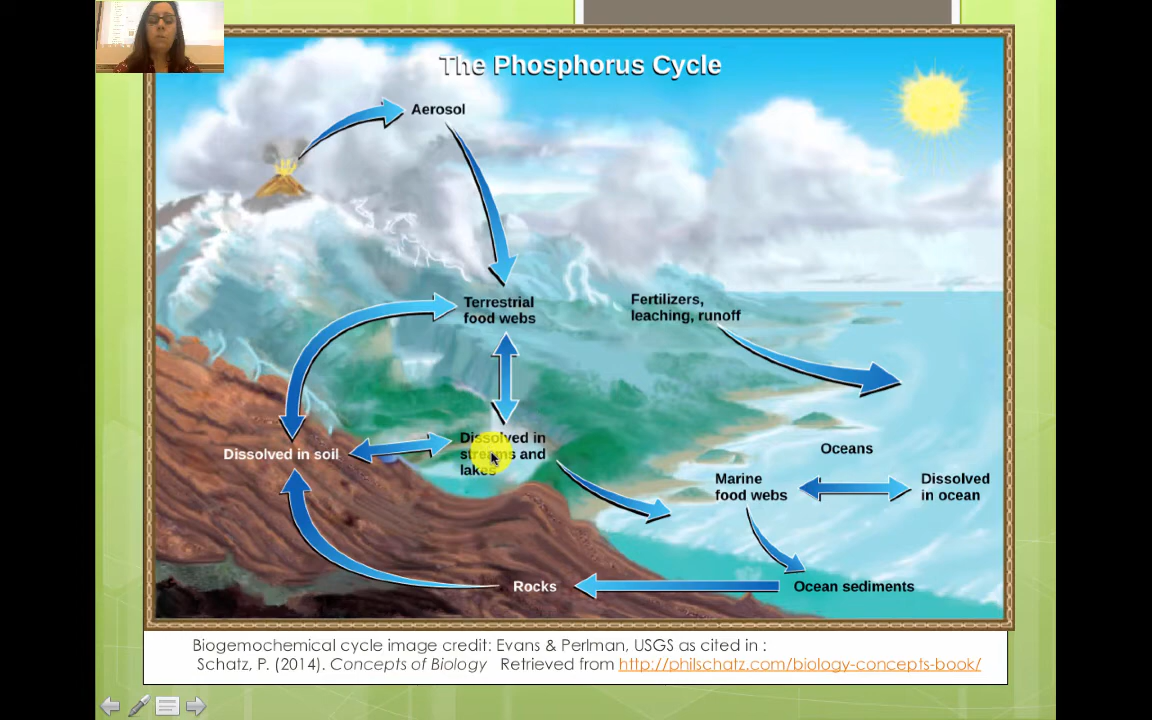 The Phosphorus Cycle
Aerosol
Terrestrial
food webs
Fertilizers,
leaching, runoff
Dissolved in soil
Dissolved in
streams and
lakes
Oceans
Marine
food webs
Dissolved
in ocean
Rocks
Ocean sediments
Biogemochemical cycle image credit: Evans & Perlman, USGS as cited in :
Schatz, P. (2014). Concepts of Biology Retrieved from http://philschatz.com/biology-concepts-book/